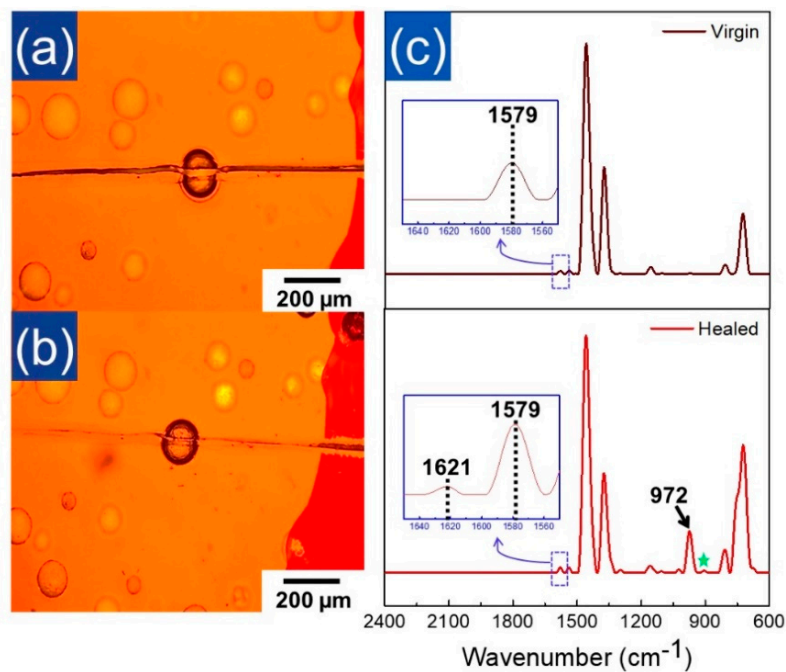 (a)
200 μm
(b)
200 μm
(c)
Virgin
1579
1640 1620 1600 1580 1560
Healed
1579
1621
1640 1620 1600 1580 1560
972
2400 2100 1800 1500 1200 900 600
Wavenumber (cm⁻¹)